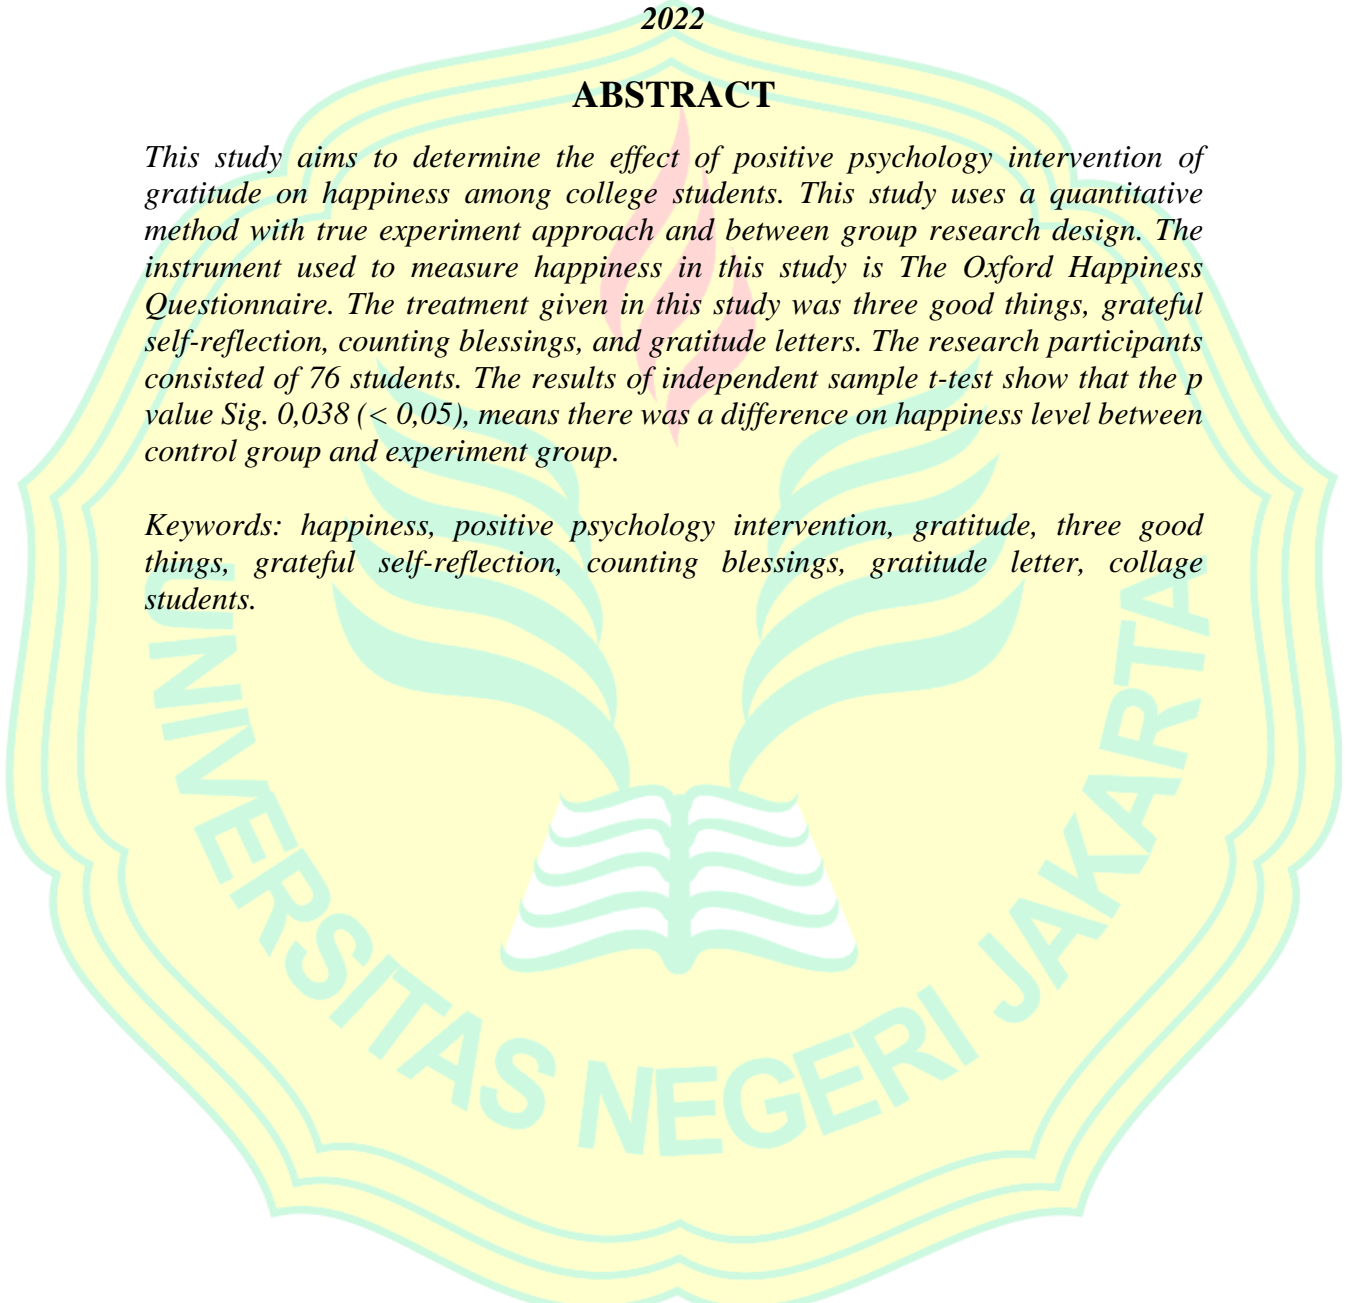 2022
ABSTRACT
This study aims to determine the effect of positive psychology intervention of
gratitude on happiness among college students. This study uses a quantitative
method with true experiment approach and between group research design. The
instrument used to measure happiness in this study is The Oxford Happiness
Questionnaire. The treatment given in this study was three good things, grateful
self-reflection, counting blessings, and gratitude letters. The research participants
consisted of 76 students. The results of independent sample t-test show that the p
value Sig. 0,038 (< 0,05), means there was a difference on happiness level between
control group and experiment group.
Keywords: happiness, positive psychology intervention, gratitude, three good
things, grateful self-reflection, counting blessings, gratitude letter, collage
students.
UNIVERSITAS NEGERI JAKARTA